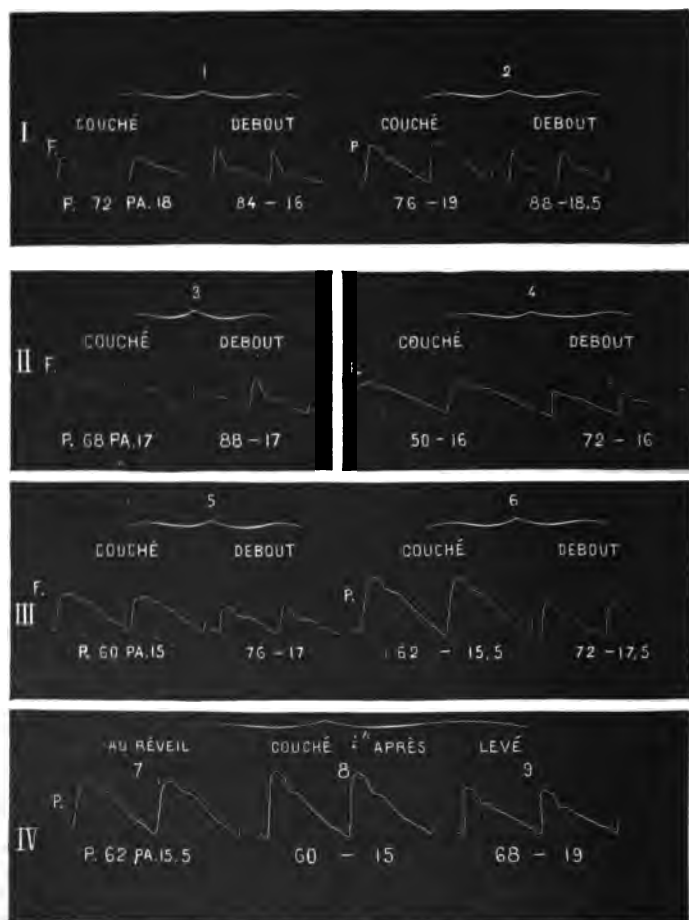 1 2
COUCHÉ DEBOUT COUCHÉ DEBOUT
I
F. P.
P. 72 PA.18 84 – 16 76 – 19 88 – 18.5
3 4
COUCHÉ DEBOUT COUCHÉ DEBOUT
II F.
P. 68 PA.17 88 – 17 50 – 16 72 – 16
5 6
COUCHÉ DEBOUT COUCHÉ DEBOUT
F. P.
III
P. 60 PA.15 76 – 17 62 – 15,5 72 – 17,5
AU RÉVEIL COUCHÉ APRÈS LEVÉ
7 8 9
P.
IV
P. 62 PA.15.5 60 – 15 68 – 19